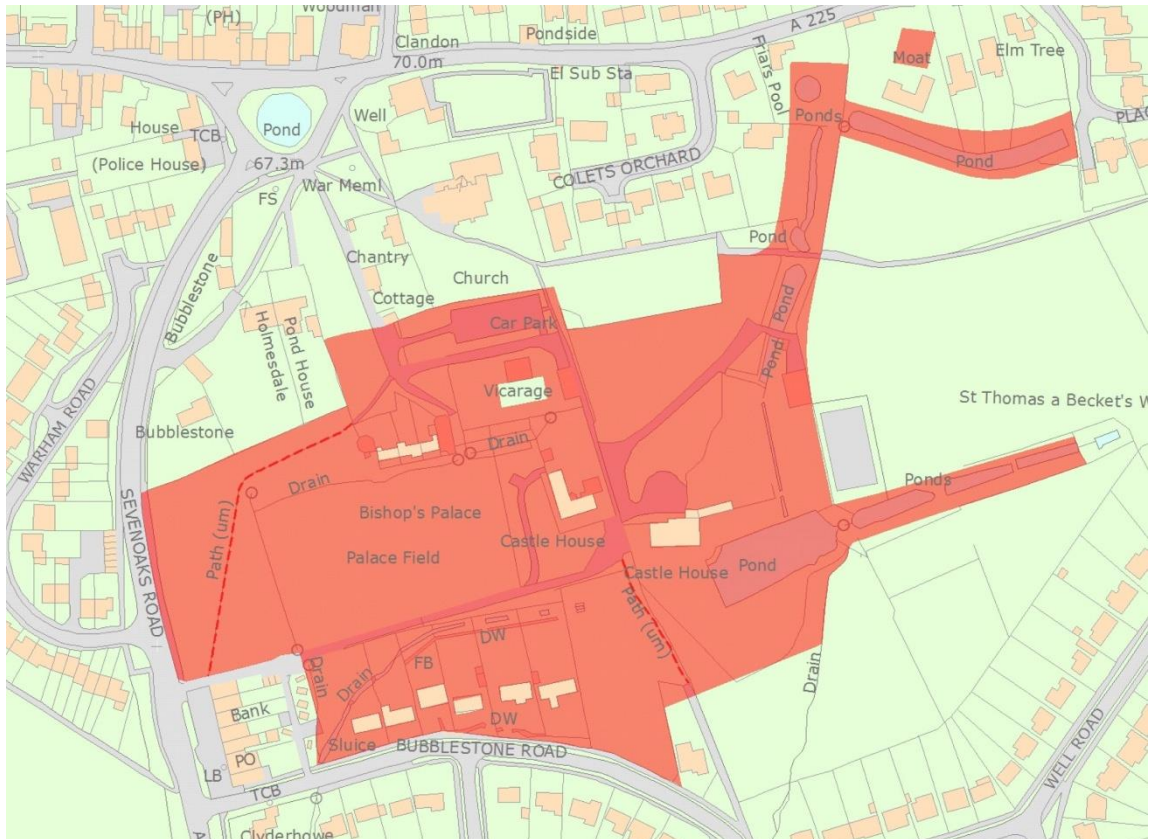 (PH)
Woodman
Clandon
70.0m
Pondside
A 225
El Sub Sta
Friars Pool
Moat
Elm Tree
House
TCB
Pond
Well
Ponds
(Police House)
67.3m
War Meml
COLETS ORCHARD
Pond
FS
Bubblestone
Chantry
Church
Pond
Cottage
Car Park
Pond
Holmesdale
Pond House
Pond
Vicarage
WARHAM ROAD
Bubblestone
St Thomas a Becket's W
Drain
Drain
Ponds
SEVENOAKS ROAD
Path (um)
Bishop's Palace
Castle House
Palace Field
Castle House
Pond
Path (um)
DW
FB
Drain
Drain
Drain
Bank
DW
Sluice
BUBBLESTONE ROAD
PO
LB
TCB
WELL ROAD
Clyderhowe